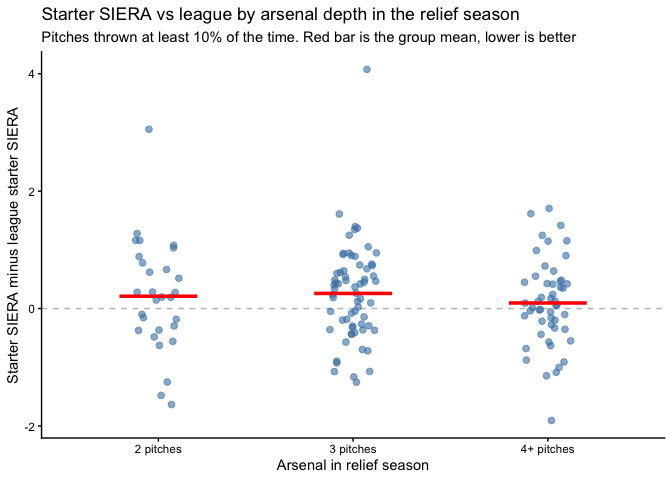 Starter SIERA vs league by arsenal depth in the relief season
Pitches thrown at least 10% of the time. Red bar is the group mean, lower is better
Starter SIERA minus league starter SIERA
4
2
0
-2
2 pitches
3 pitches
4+ pitches
Arsenal in relief season